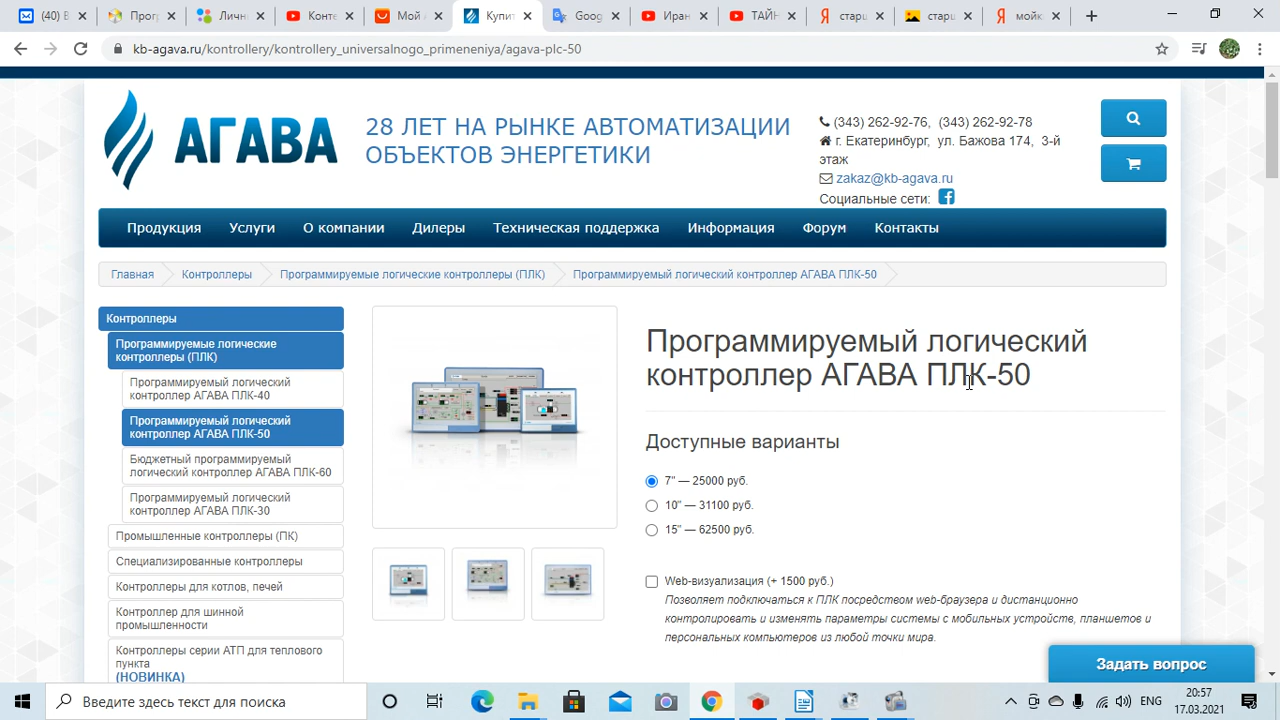 (40) В
Прог
Личн
Конте
Мой А
Купит
Goog
Иран
ТАЙН
старш
старш
мойк
kb-agava.ru/kontrollery/kontrollery_universalnogo_primeneniya/agava-plc-50
АГАВА
28 ЛЕТ НА РЫНКЕ АВТОМАТИЗАЦИИ
ОБЪЕКТОВ ЭНЕРГЕТИКИ
(343) 262-92-76, (343) 262-92-78
г. Екатеринбург, ул. Бажова 174, 3-й
этаж
zakaz@kb-agava.ru
Социальные сети:
Продукция Услуги О компании Дилеры Техническая поддержка Информация Форум Контакты
Главная Контроллеры Программируемые логические контроллеры (ПЛК) Программируемый логический контроллер АГАВА ПЛК-50
Контроллеры
Программируемые логические
контроллеры (ПЛК)
Программируемый логический
контроллер АГАВА ПЛК-40
Программируемый логический
контроллер АГАВА ПЛК-50
Бюджетный программируемый
логический контроллер АГАВА ПЛК-60
Программируемый логический
контроллер АГАВА ПЛК-30
Промышленные контроллеры (ПК)
Специализированные контроллеры
Контроллеры для котлов, печей
Контроллер для шинной
промышленности
Контроллеры серии АТП для теплового
пункта
(НОВИНКА)
Программируемый логический
контроллер АГАВА ПЛК-50
Доступные варианты
7" — 25000 руб.
10" — 31100 руб.
15" — 62500 руб.
Web-визуализация (+ 1500 руб.)
Позволяет подключаться к ПЛК посредством web-браузера и дистанционно
контролировать и изменять параметры системы с мобильных устройств, планшетов и
персональных компьютеров из любой точки мира.
Задать вопрос
Введите здесь текст для поиска
ENG
20:57
17.03.2021